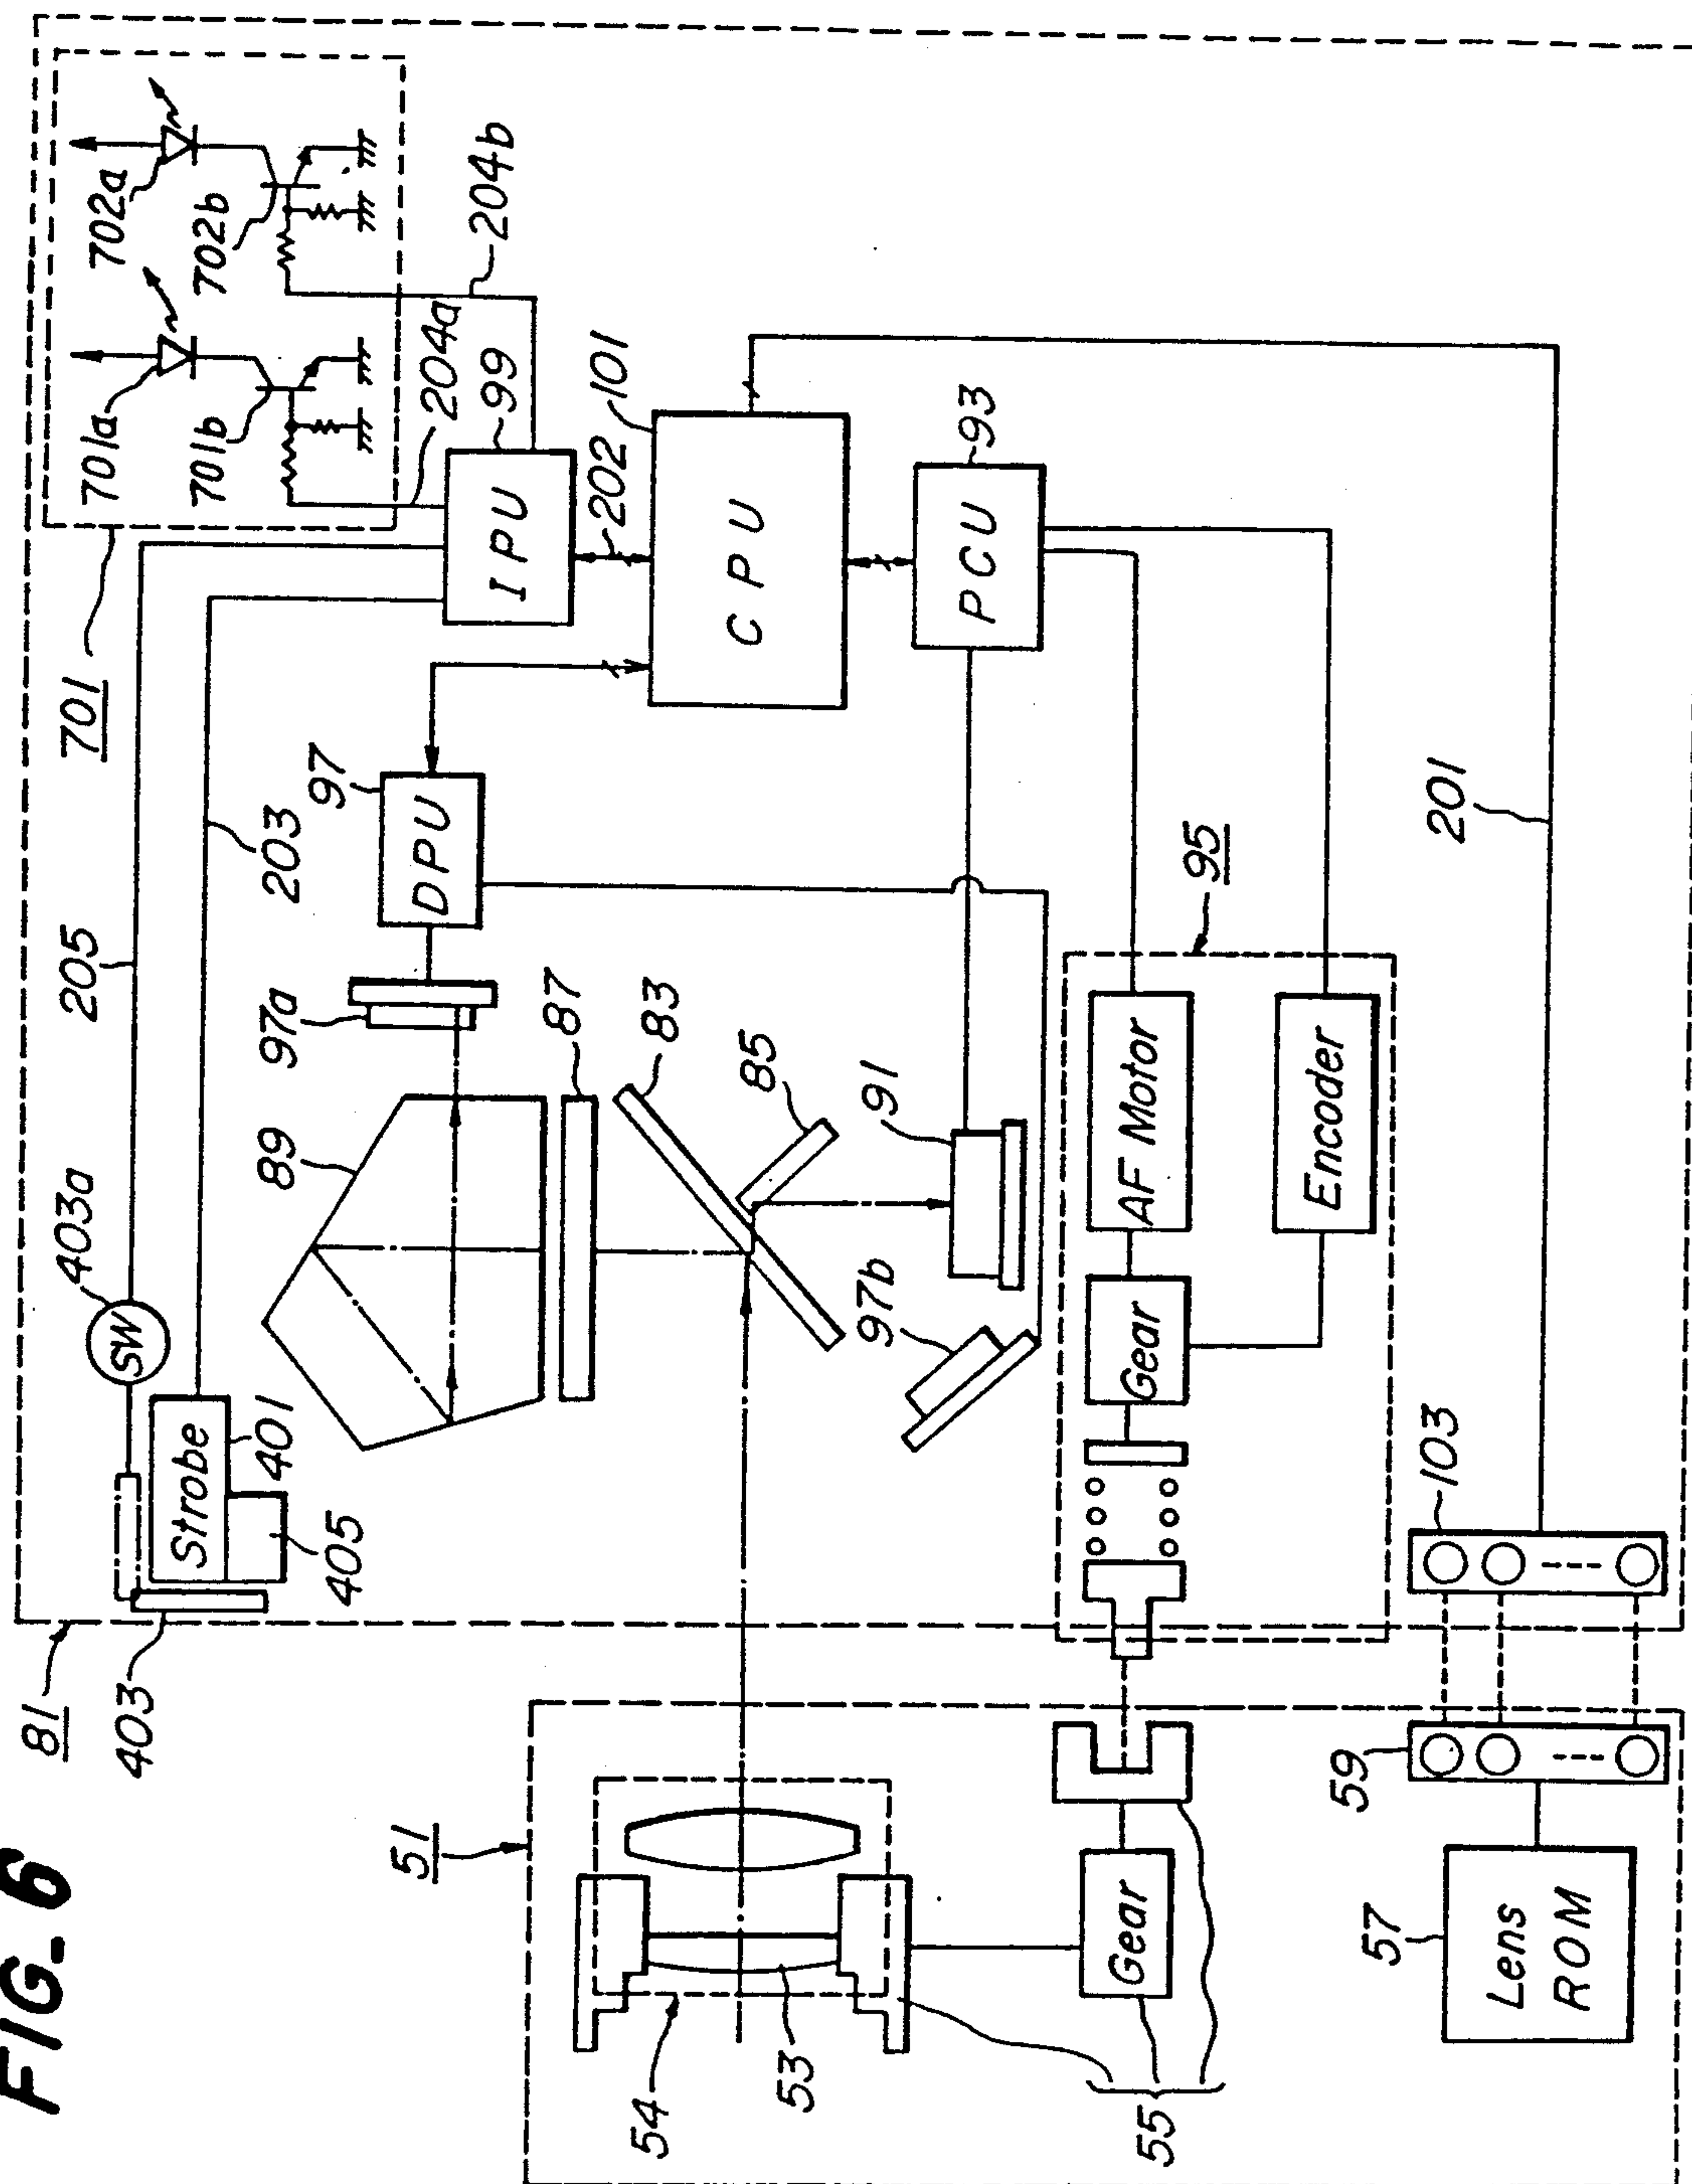 FIG_6
81
403
403a
SW
Strobe
401
405
205
203
701
701a
701b
702a
702b
204a
204b
99
IPU
202
101
CPU
97
DPU
97a
89
87
83
85
91
97b
93
PCU
95
AF Motor
Gear
Encoder
201
103
51
54
53
55
Gear
59
57
Lens
ROM